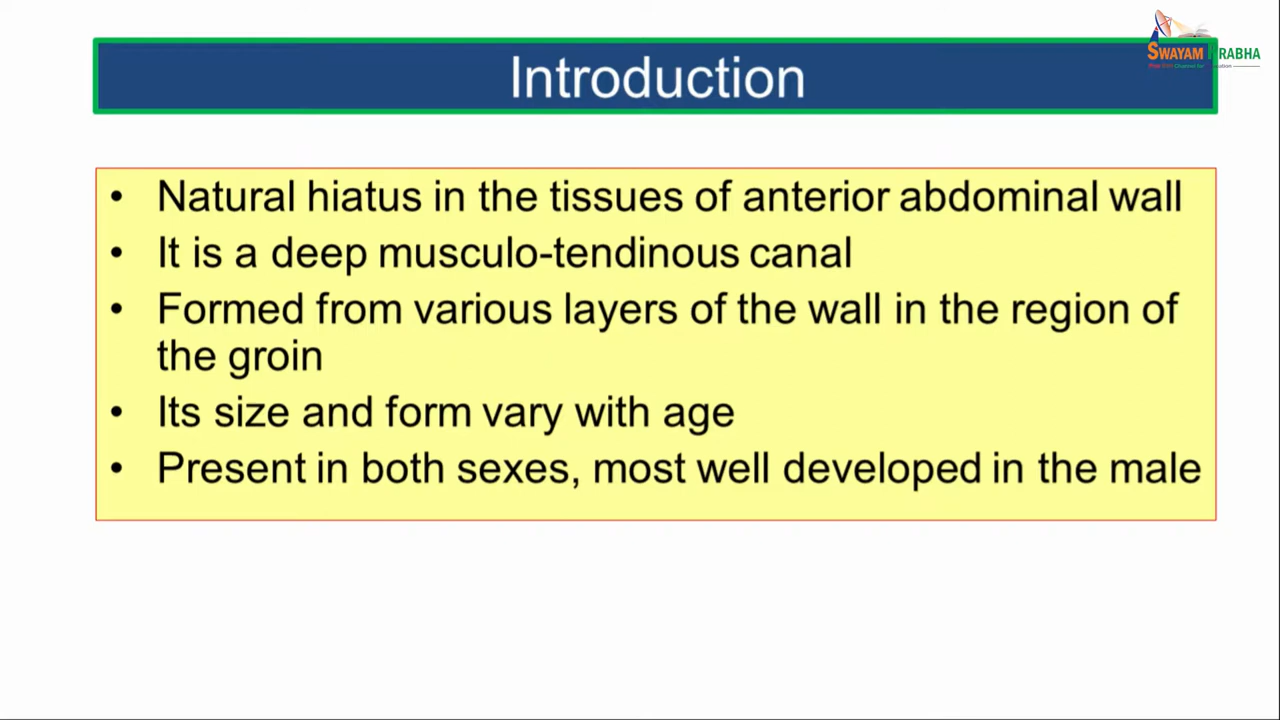 SWAYAM PRABHA
Introduction
• Natural hiatus in the tissues of anterior abdominal wall
• It is a deep musculo-tendinous canal
• Formed from various layers of the wall in the region of
the groin
• Its size and form vary with age
• Present in both sexes, most well developed in the male